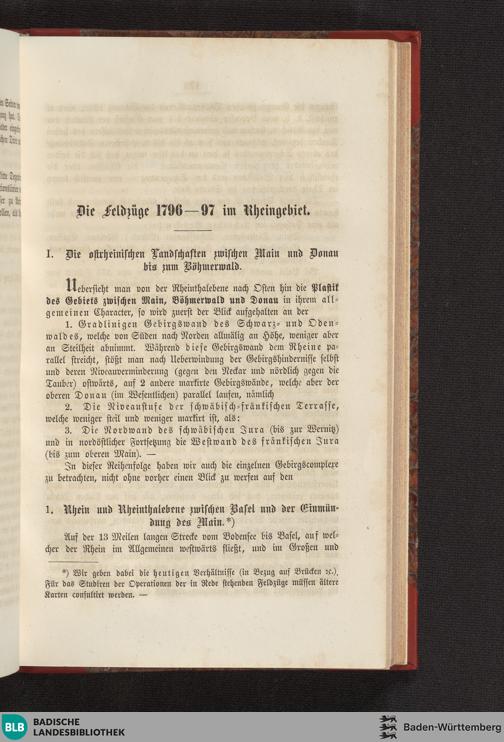 Die Feldzüge 1796—97 im Rheingebiet.
I. Die ostrheinischen Landschaften zwischen Main und Donau
bis zum Böhmerwald.
Uebersieht man von der Rheinthalebene nach Osten hin die Plastik
des Gebiets zwischen Main, Böhmerwald und Donau in ihrem all-
gemeinen Character, so wird zuerst der Blick aufgehalten an der
1. Gradlinigen Gebirgswand des Schwarz- und Oden-
waldes, welche von Süden nach Norden allmälig an Höhe, weniger aber
an Steilheit abnimmt. Während diese Gebirgswand dem Rheine pa-
rallel streicht, stößt man nach Ueberwindung der Gebirgshindernisse selbst
und deren Niveauverminderung (gegen den Neckar und nördlich gegen die
Tauber) ostwärts, auf 2 andere markirte Gebirgswände, welche aber der
oberen Donau (im Wesentlichen) parallel laufen, nämlich
2. Die Niveaustufe der schwäbisch-fränkischen Terrasse,
welche weniger steil und weniger markirt ist, als:
3. Die Nordwand des schwäbischen Jura (bis zur Wernitz)
und in nordöstlicher Fortsetzung die Westwand des fränkischen Jura
(bis zum oberen Main). —
In dieser Reihenfolge haben wir auch die einzelnen Gebirgscomplexe
zu betrachten, nicht ohne vorher einen Blick zu werfen auf den
1. Rhein und Rheinthalebene zwischen Basel und der Einmün-
dung des Main.*)
Auf der 13 Meilen langen Strecke vom Bodensee bis Basel, auf wel-
cher der Rhein im Allgemeinen westwärts fließt, und im Großen und
*) Wir geben dabei die heutigen Verhältnisse (in Bezug auf Brücken ꝛc.).
Für das Studiren der Operationen der in Rede stehenden Feldzüge müssen ältere
Karten consultirt werden. —
BLB
BADISCHE
LANDESBIBLIOTHEK
Baden-Württemberg